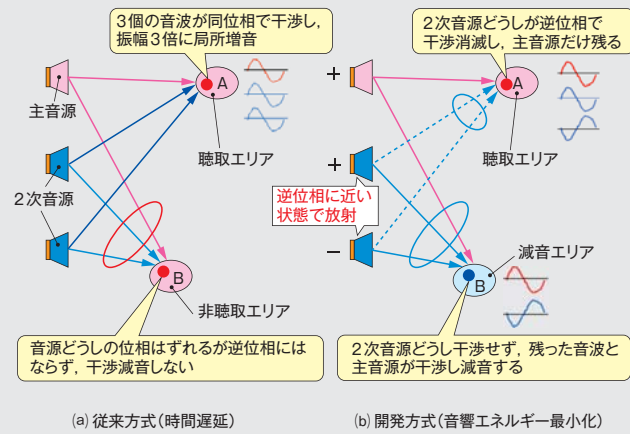 3個の音波が同位相で干渉し,
振幅3倍に局所増音
主音源
A
聴取エリア
2次音源
B
非聴取エリア
音源どうしの位相はずれるが逆位相には
ならず,干渉減音しない
(a) 従来方式(時間遅延)
2次音源どうしが逆位相で
干渉消滅し,主音源だけ残る
+
A
聴取エリア
+
逆位相に近い
状態で放射
−
減音エリア
B
2次音源どうし干渉せず,残った音波と
主音源が干渉し減音する
(b) 開発方式(音響エネルギー最小化)